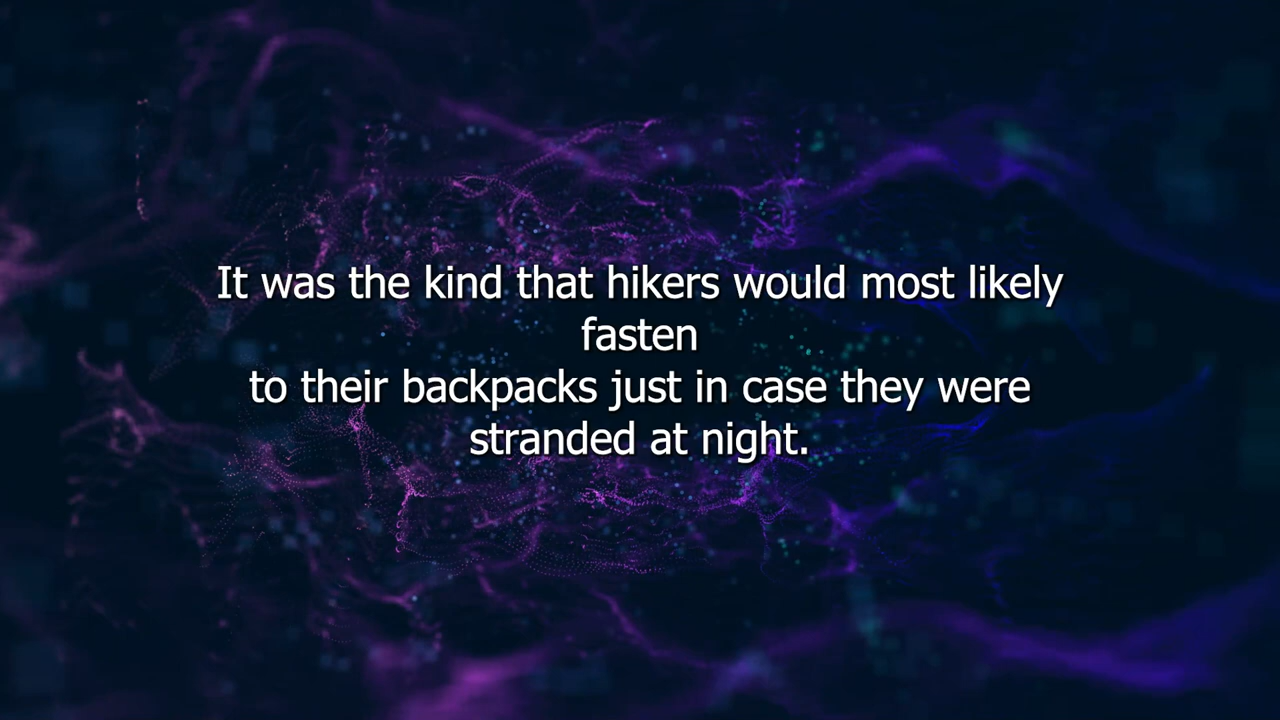 It was the kind that hikers would most likely
fasten
to their backpacks just in case they were
stranded at night.